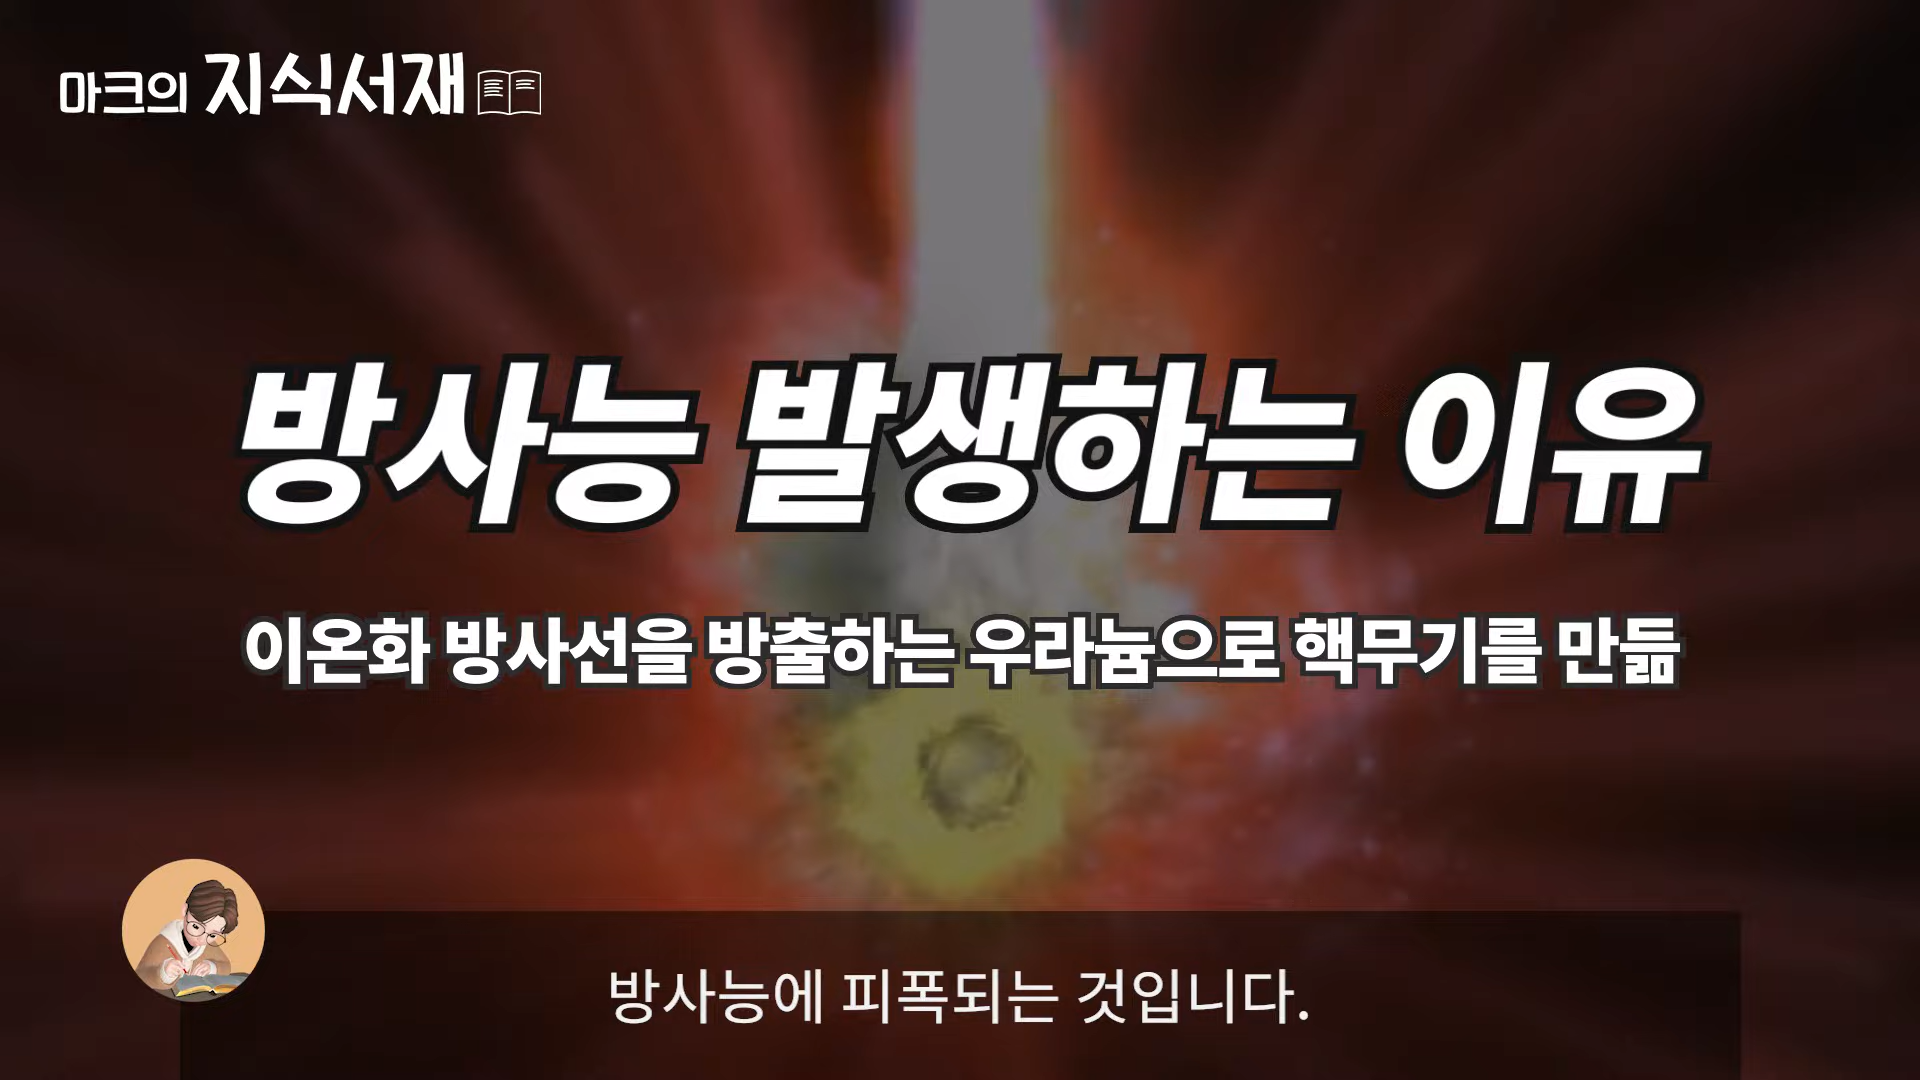 마크의 지식서재
방사능 발생하는 이유
이온화 방사선을 방출하는 우라늄으로 핵무기를 만듦
방사능에 피폭되는 것입니다.